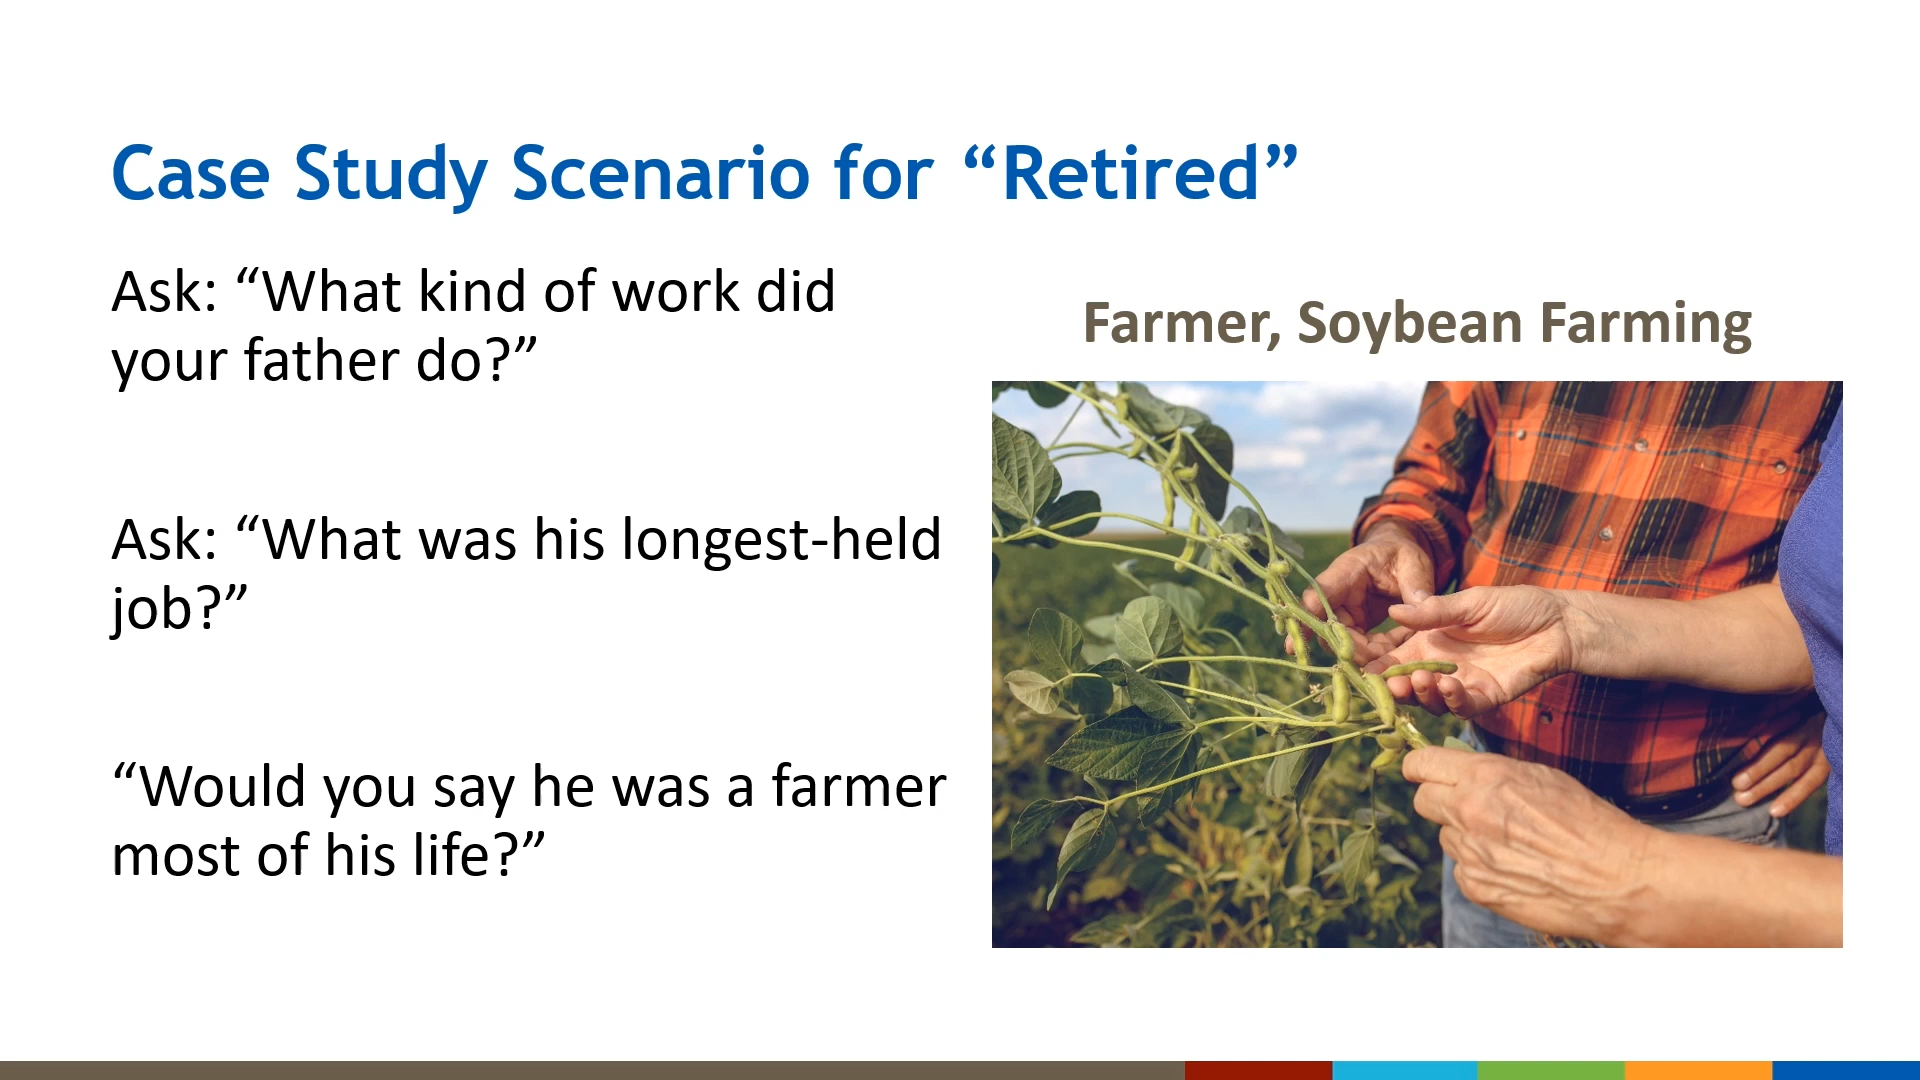 Case Study Scenario for “Retired”
Ask: “What kind of work did
your father do?”
Ask: “What was his longest-held
job?”
“Would you say he was a farmer
most of his life?”
Farmer, Soybean Farming